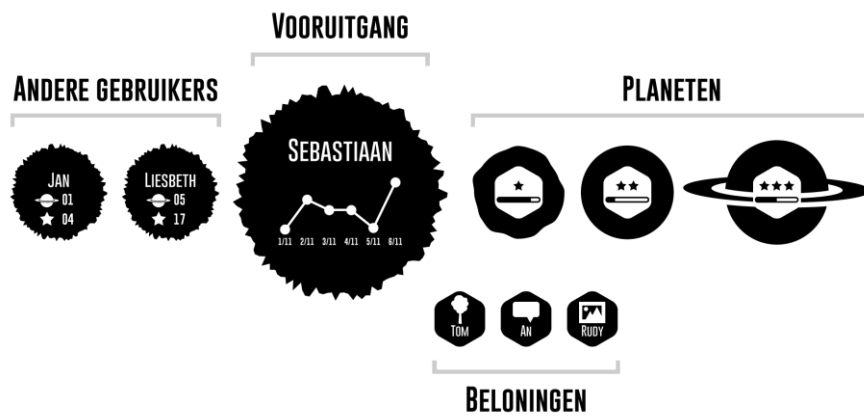 VOORUITGANG
ANDERE GEBRUIKERS
PLANETEN
JAN
01
04
LIESBETH
05
17
SEBASTIAAN
1/11 2/11 3/11 4/11 5/11 6/11
TOM
AN
RUDY
BELONINGEN